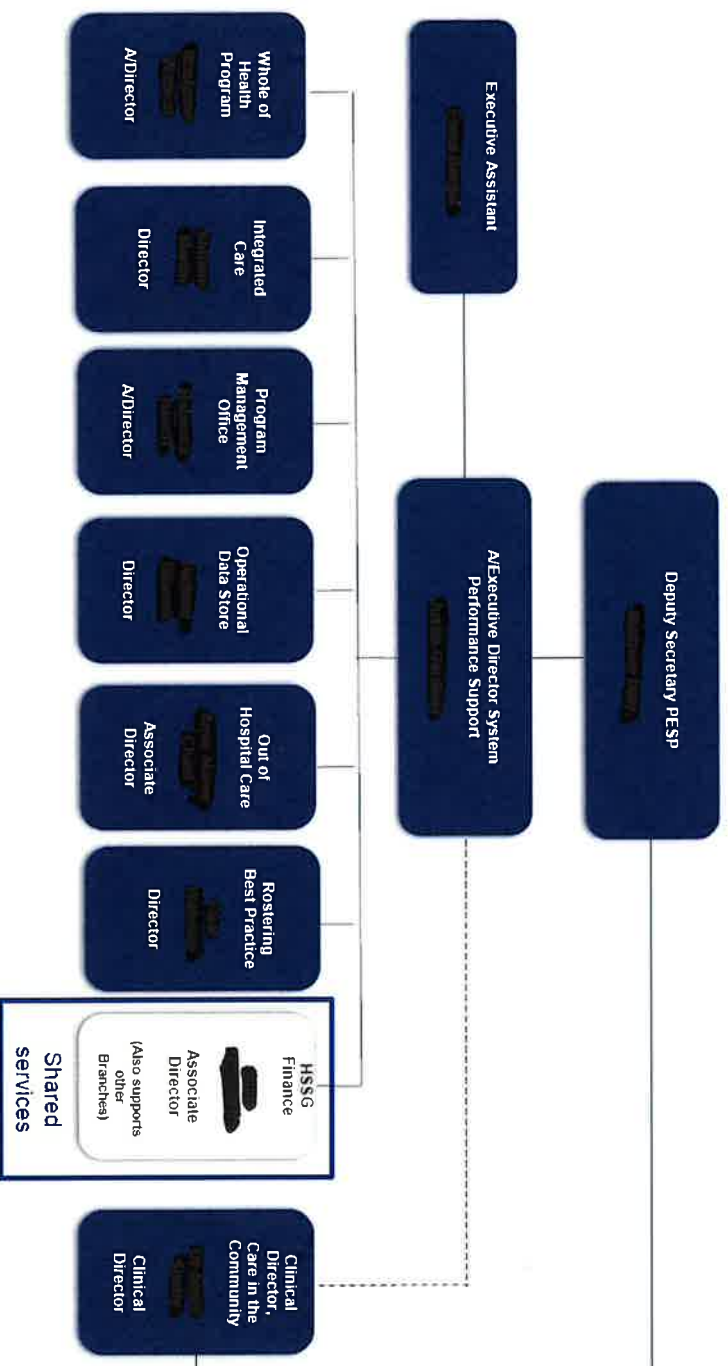 Deputy Secretary PESP
A/Executive Director System
Performance Support
Executive Assistant
Whole of
Health
Program
A/Director
Integrated
Care
Director
Program
Management
Office
A/Director
Operational
Data Store
Director
Out of
Hospital Care
Associate
Director
Rostering
Best Practice
Director
HSSG
Finance
Associate
Director
(Also supports
other
Branches)
Shared
services
Clinical
Director,
Care in the
Community
Clinical
Director